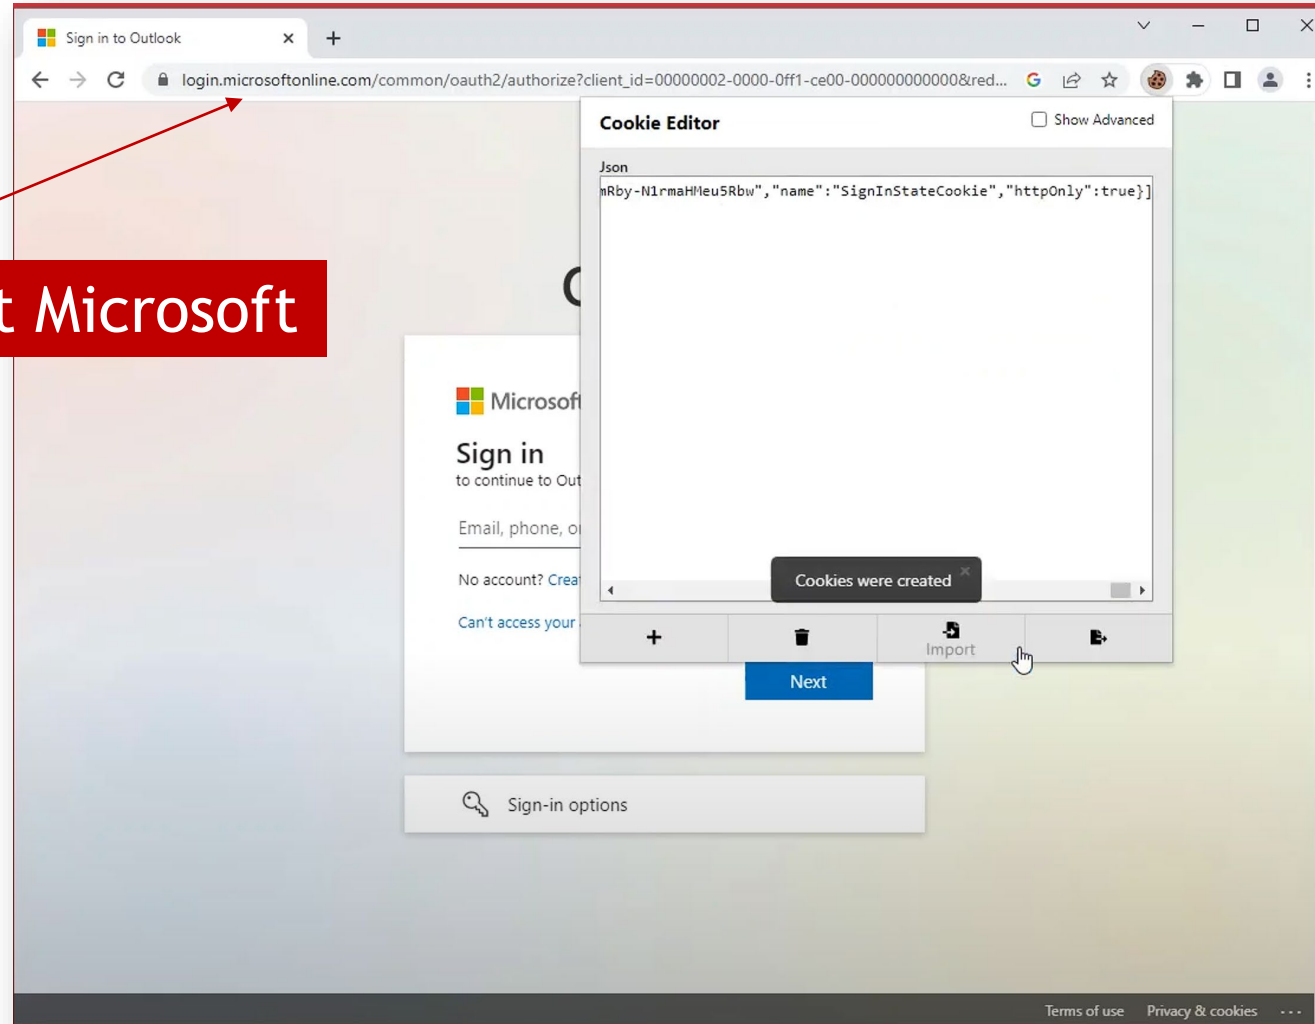 Sign in to Outlook
login.microsoftonline.com/common/oauth2/authorize?client_id=00000002-0000-0ff1-ce00-000000000000&red...
Cookie Editor
Show Advanced
Json
mRby-N1rmaHMeu5Rbw","name":"SignInStateCookie","httpOnly":true}]
t Microsoft
Microsoft
Sign in
to continue to Out
Email, phone, o
No account? Crea
Can't access your
Cookies were created
Import
Next
Sign-in options
Terms of use Privacy & cookies ...